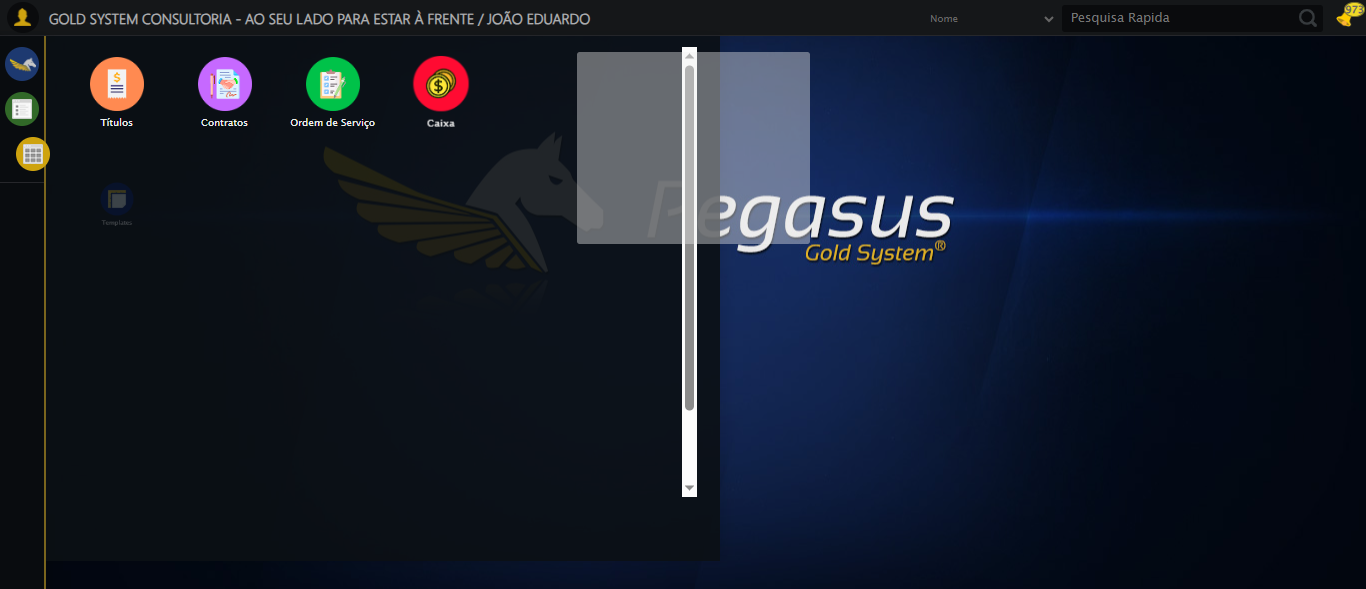 GOLD SYSTEM CONSULTORIA - AO SEU LADO PARA ESTAR À FRENTE / JOÃO EDUARDO
Nome
Pesquisa Rapida
973
Títulos
Contratos
Ordem de Serviço
Caixa
Templates
Pegasus
Gold System®